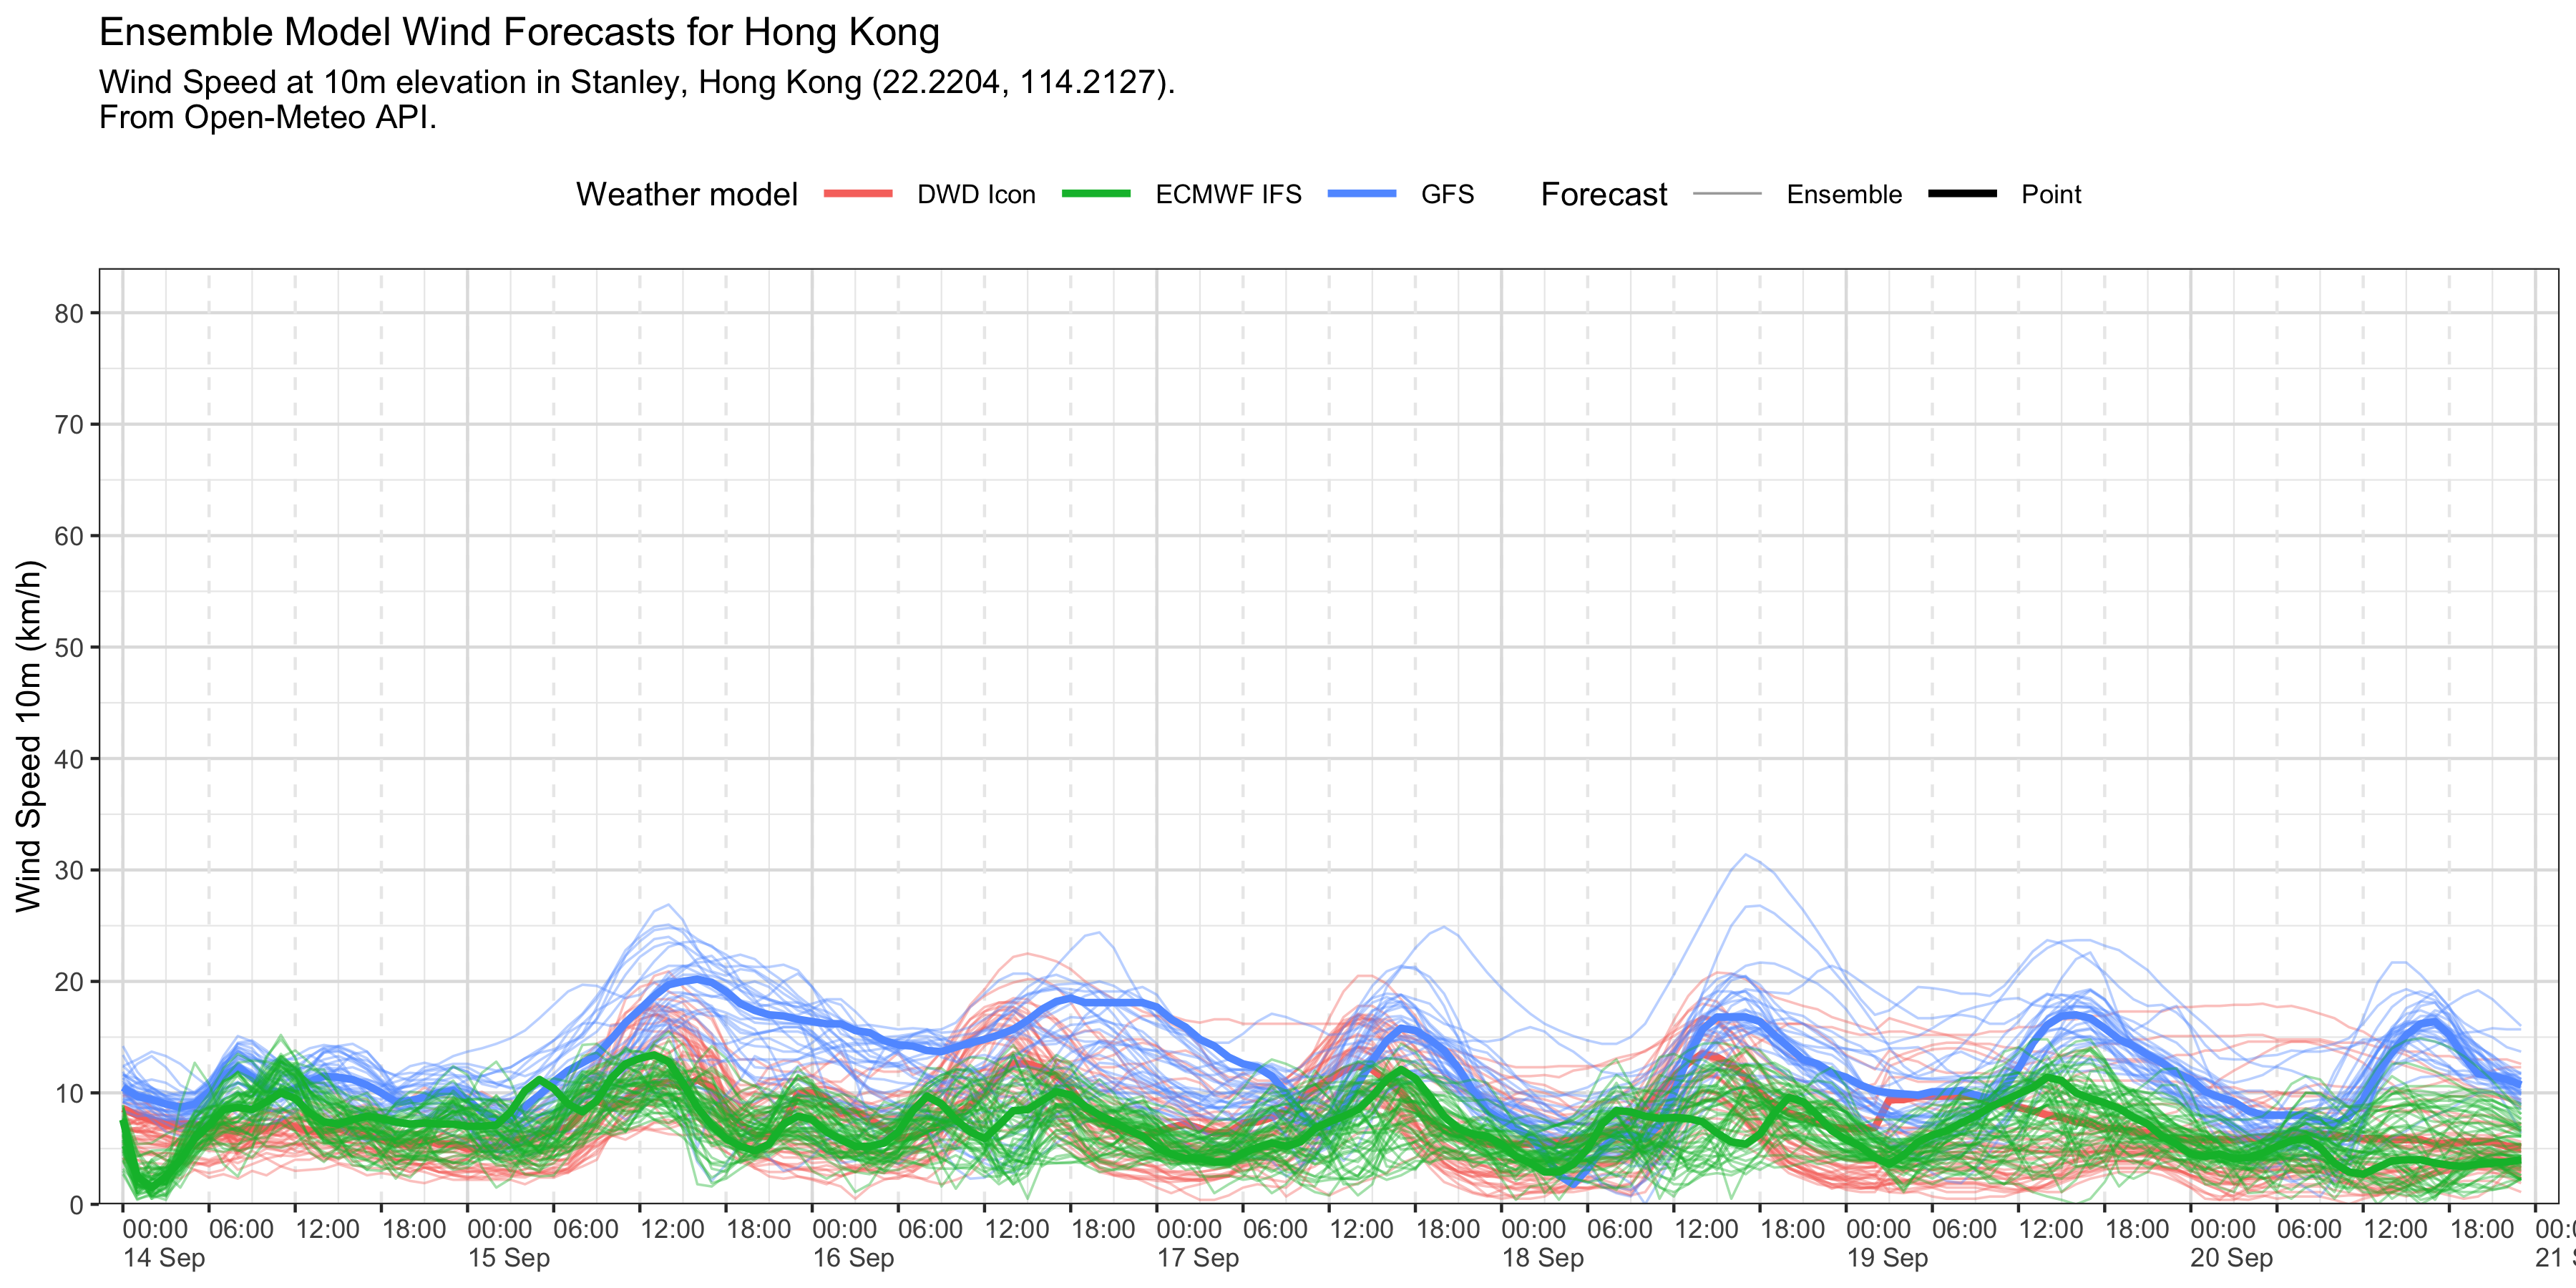 Ensemble Model Wind Forecasts for Hong Kong
Wind Speed at 10m elevation in Stanley, Hong Kong (22.2204, 114.2127).
From Open-Meteo API.
Weather model DWD Icon ECMWF IFS GFS Forecast Ensemble Point
Wind Speed 10m (km/h)
80
70
60
50
40
30
20
10
0
00:00 06:00 12:00 18:00 00:00 06:00 12:00 18:00 00:00 06:00 12:00 18:00 00:00 06:00 12:00 18:00 00:00 06:00 12:00 18:00 00:00 06:00 12:00 18:00 00:00 06:00 12:00 18:00 00:0
14 Sep 15 Sep 16 Sep 17 Sep 18 Sep 19 Sep 20 Sep 21 S